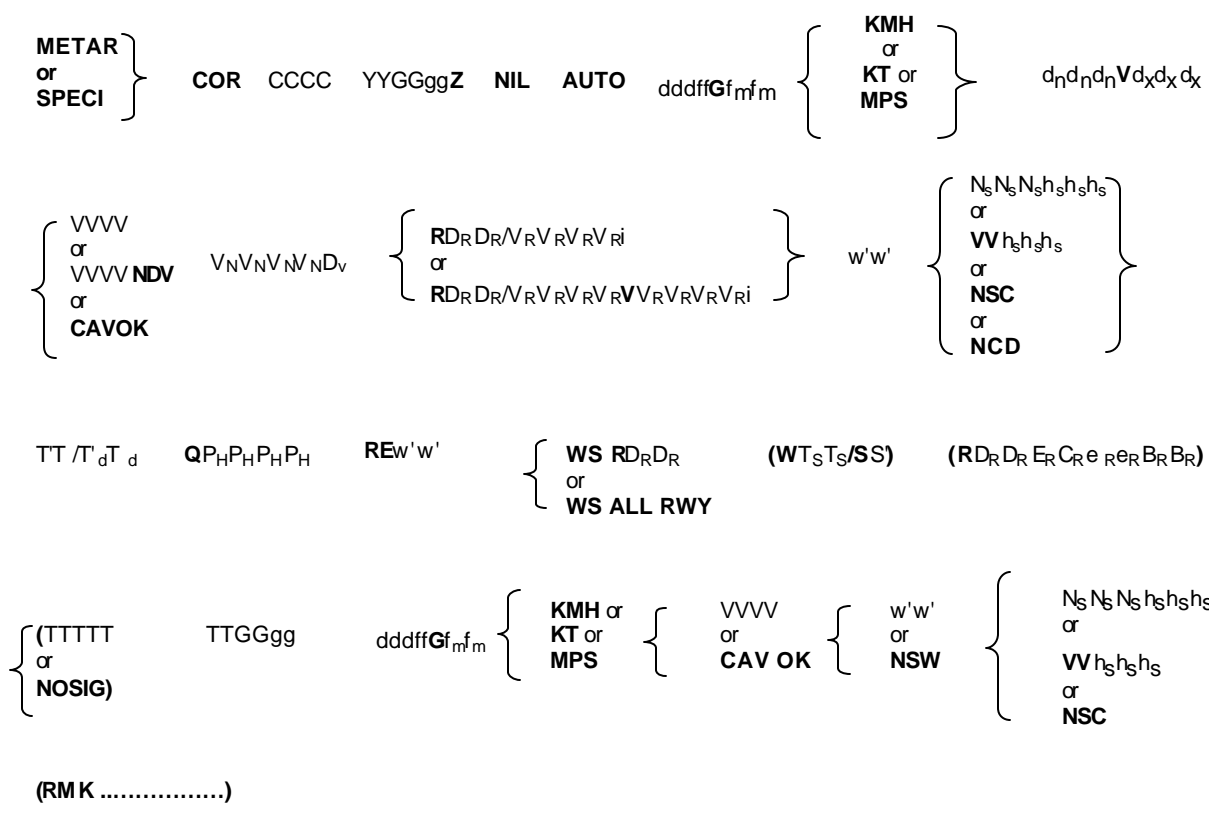 METAR
or
SPECI
COR CCCC YYGGggZ NIL AUTO dddffGfmfm
KMH
or
KT or
MPS
dndndnVdxdxdx
VVVV
or
VVVV NDV
or
CAVOK
VNVNVNVNDv
RDRDR/VRVRVRVRi
or
RDRDR/VRVRVRVRVVRVRVRVRi
w'w'
NsNsNshshshs
or
VVhshshs
or
NSC
or
NCD
T'T'/T'dT'd QPHPHPHPH REw'w'
WS RDRDR
or
WS ALL RWY
(WTSTS/SS') (RDRDRERCReReRBRBR)
(TTTTT
or
NOSIG)
TTGGgg dddffGfmfm
KMH or
KT or
MPS
VVVV
or
CAV OK
w'w'
or
NSW
NsNsNshshshs
or
VVhshshs
or
NSC
(RMK ................)